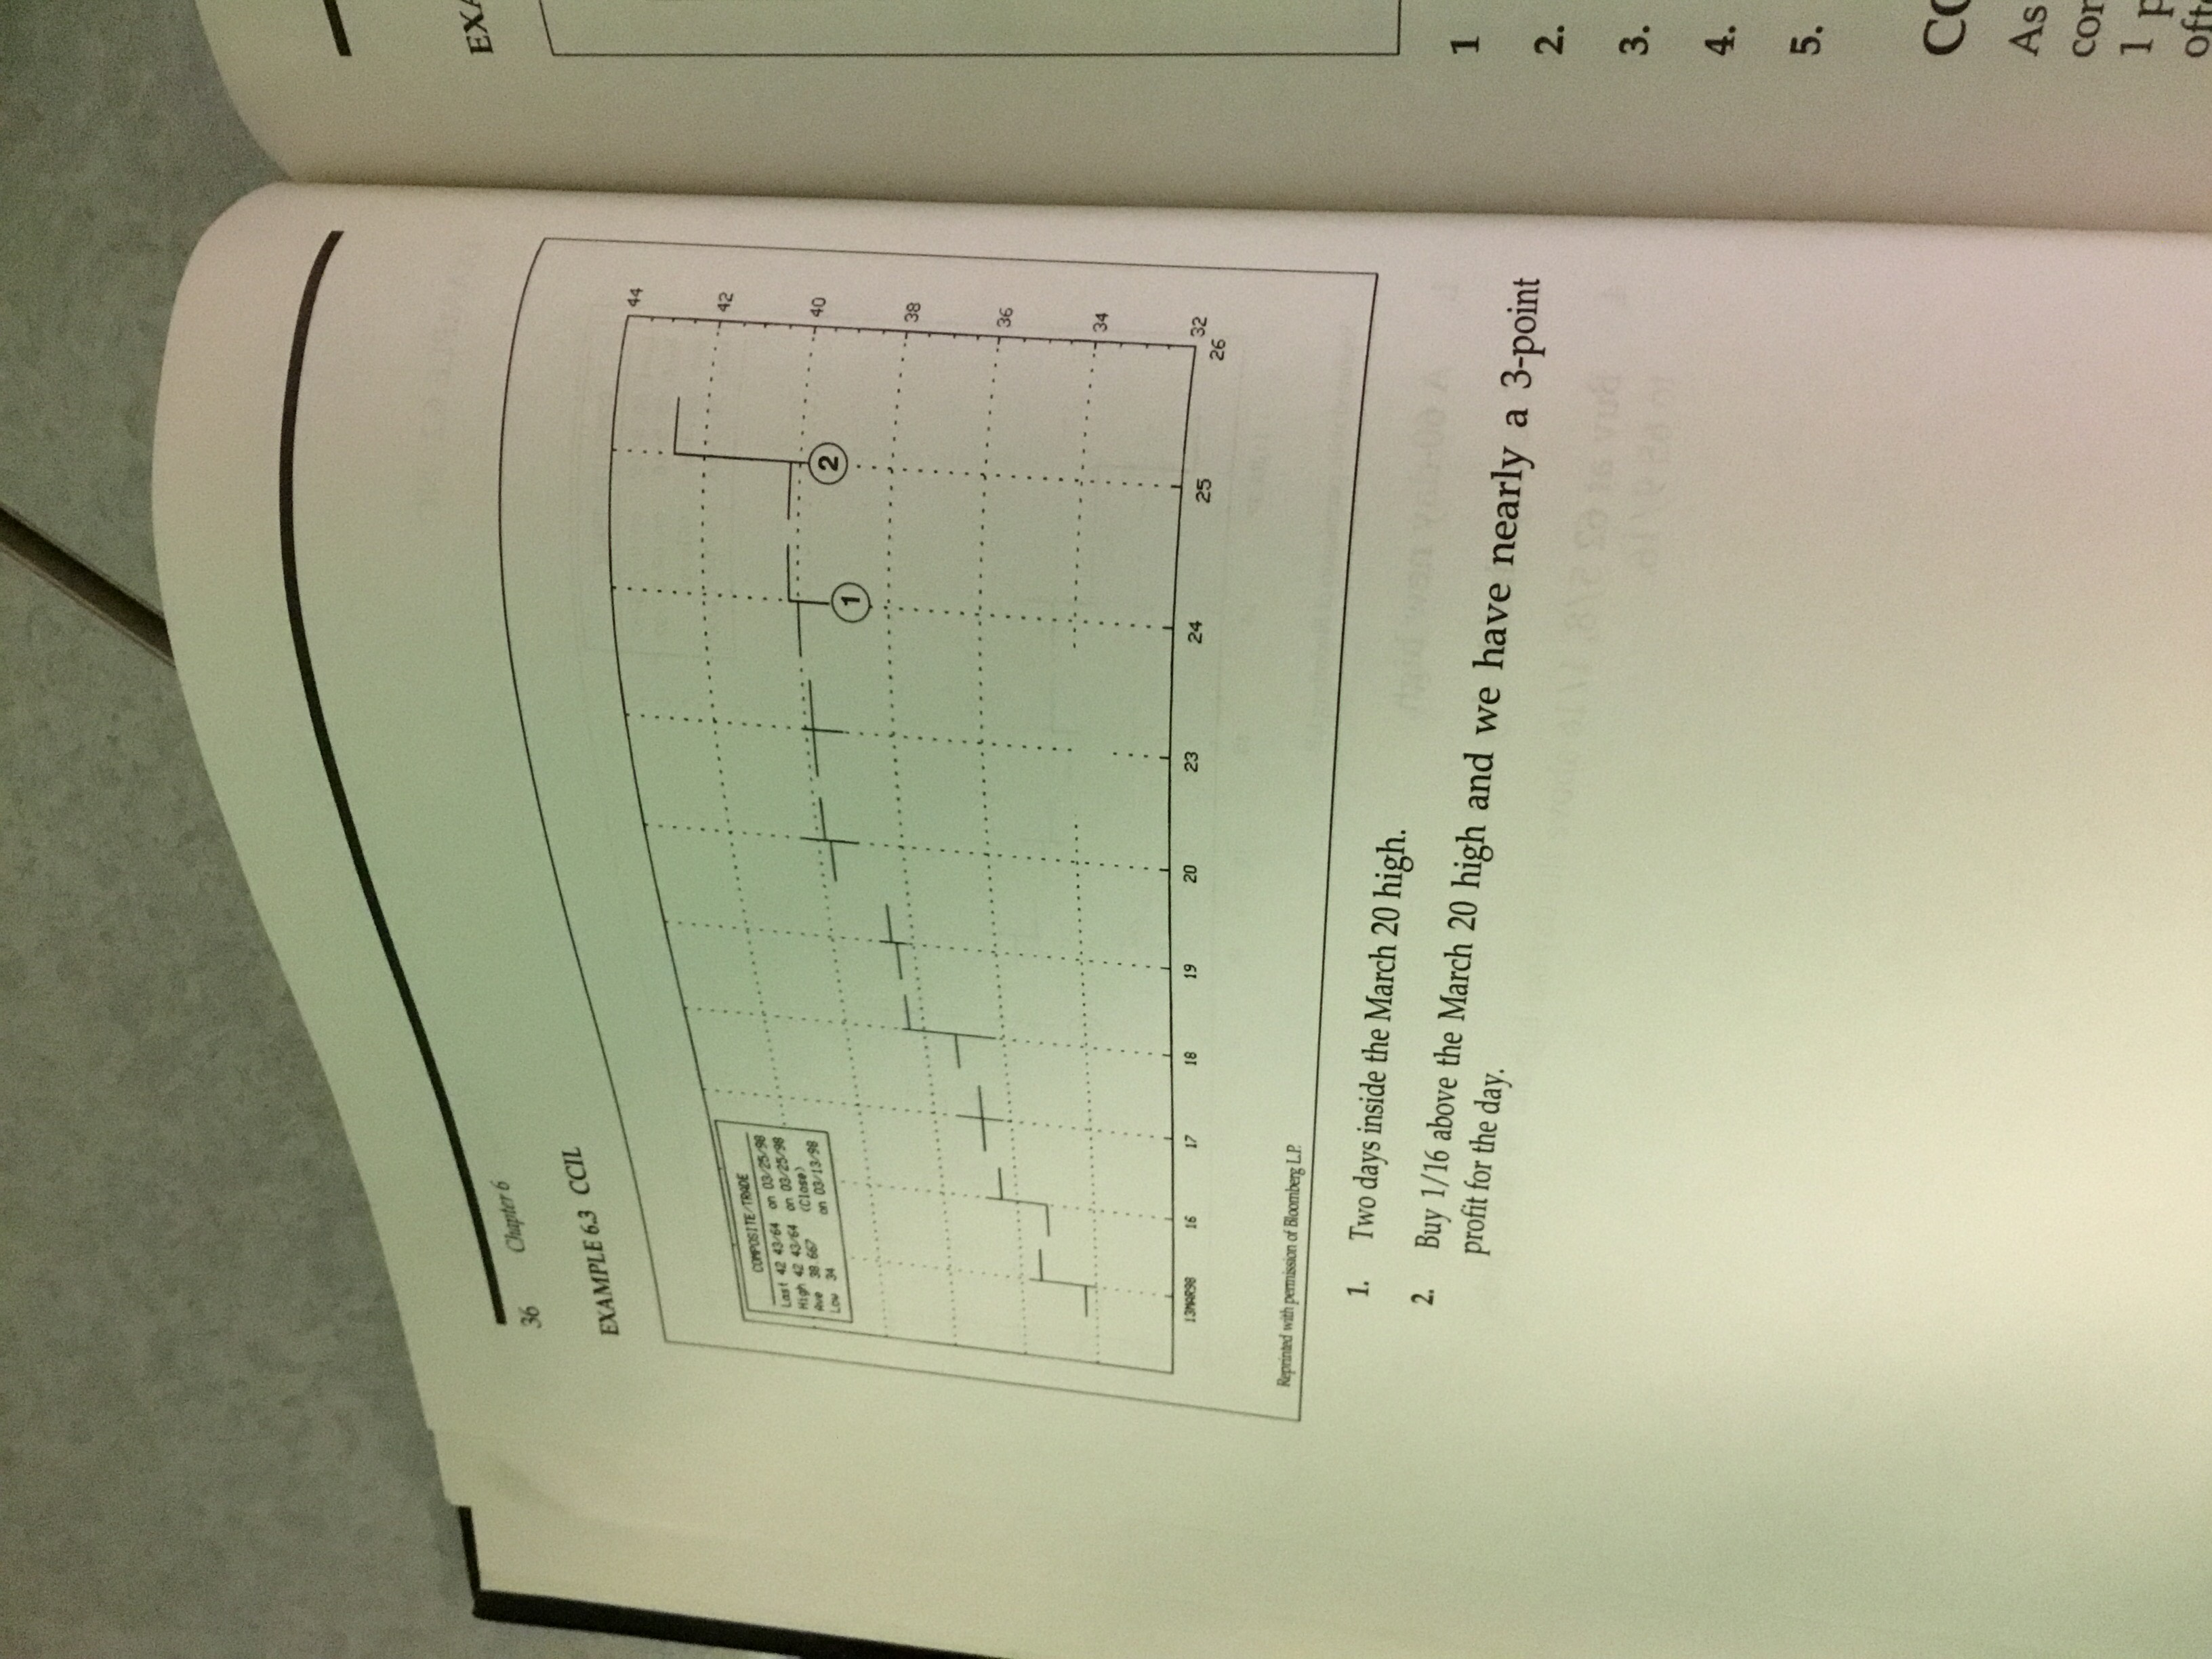 36 Chapter 6
EXAMPLE 6.3 CCIL
COMPOSITE/TRADE
Last 42 43/64 on 03/25/98
High 42 43/64 on 03/25/98
Ave 38.667 (Close)
Low 34 on 03/13/98
44
42
40
38
36
34
32
1
2
13MAR98 16 17 18 19 20 23 24 25 26
Reprinted with permission of Bloomberg L.P.
1. Two days inside the March 20 high.
2. Buy 1/16 above the March 20 high and we have nearly a 3-point
profit for the day.
EXA
1
2.
3.
4.
5.
Co
As
con
1 p
ofte